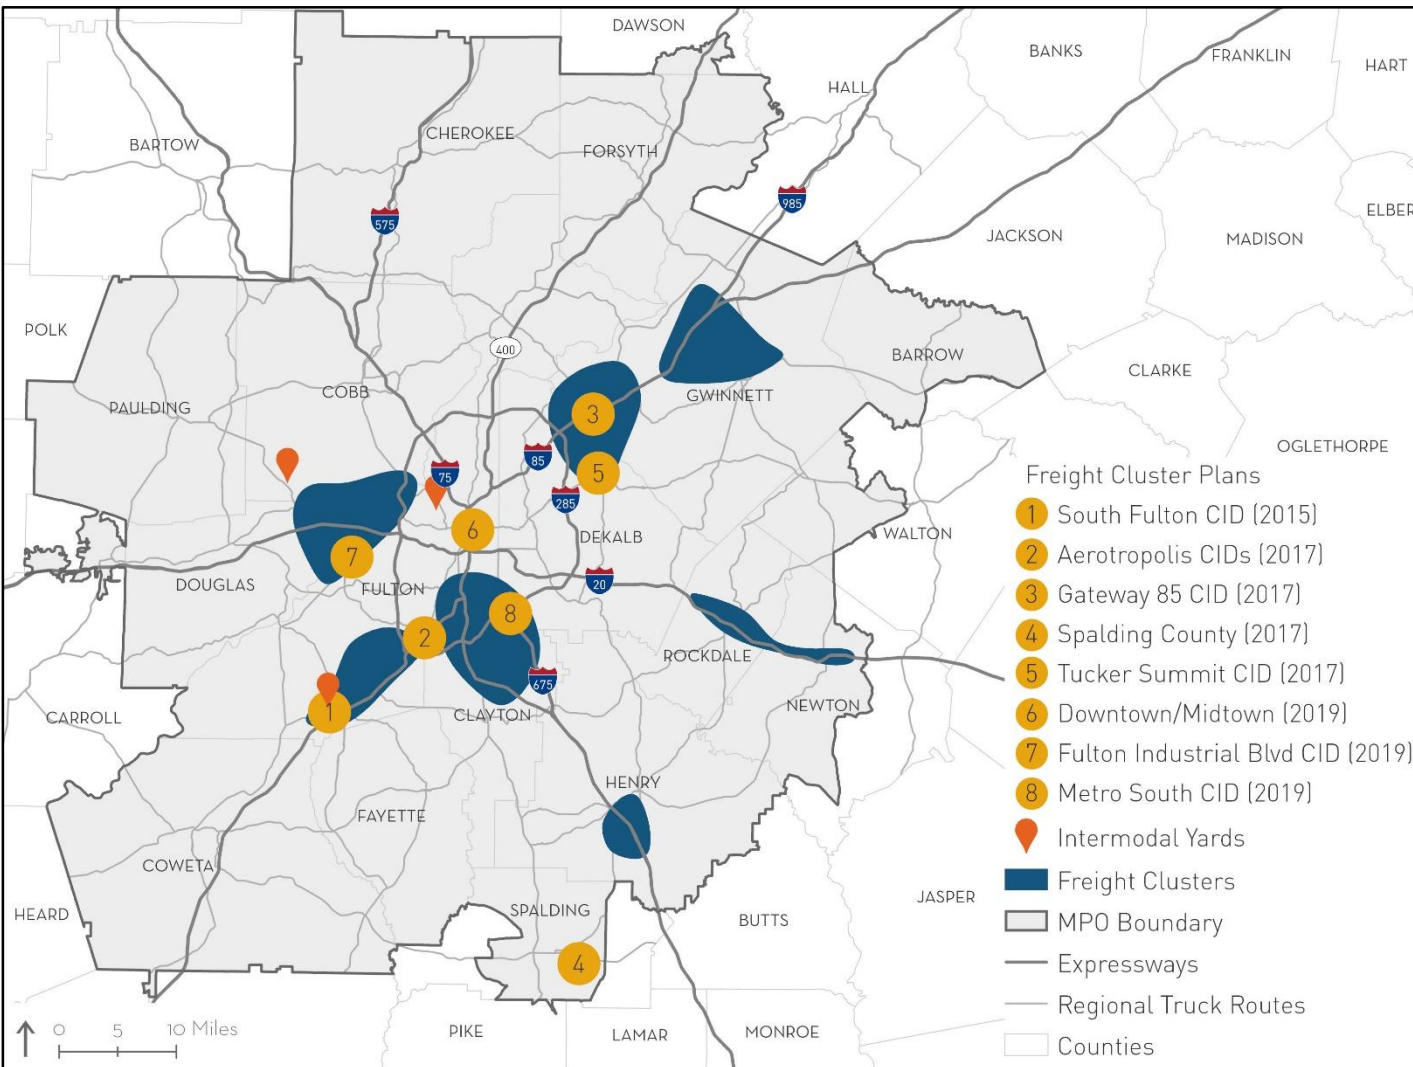 DAWSON
BANKS
FRANKLIN
HART
HALL
BARTOW
CHEROKEE
FORSYTH
575
985
ELBER
JACKSON
MADISON
POLK
400
BARROW
CLARKE
COBB
GWINNETT
PAULDING
3
OGLETHORPE
85
75
5
285
6
DEKALB
WALTON
7
DOUGLAS
FULTON
20
8
2
ROCKDALE
675
NEWTON
CARROLL
1
CLAYTON
HENRY
FAYETTE
COWETA
HEARD
SPALDING
BUTTS
JASPER
4
PIKE
LAMAR
MONROE
0 5 10 Miles
Freight Cluster Plans
1 South Fulton CID (2015)
2 Aerotropolis CIDs (2017)
3 Gateway 85 CID (2017)
4 Spalding County (2017)
5 Tucker Summit CID (2017)
6 Downtown/Midtown (2019)
7 Fulton Industrial Blvd CID (2019)
8 Metro South CID (2019)
Intermodal Yards
Freight Clusters
MPO Boundary
Expressways
Regional Truck Routes
Counties